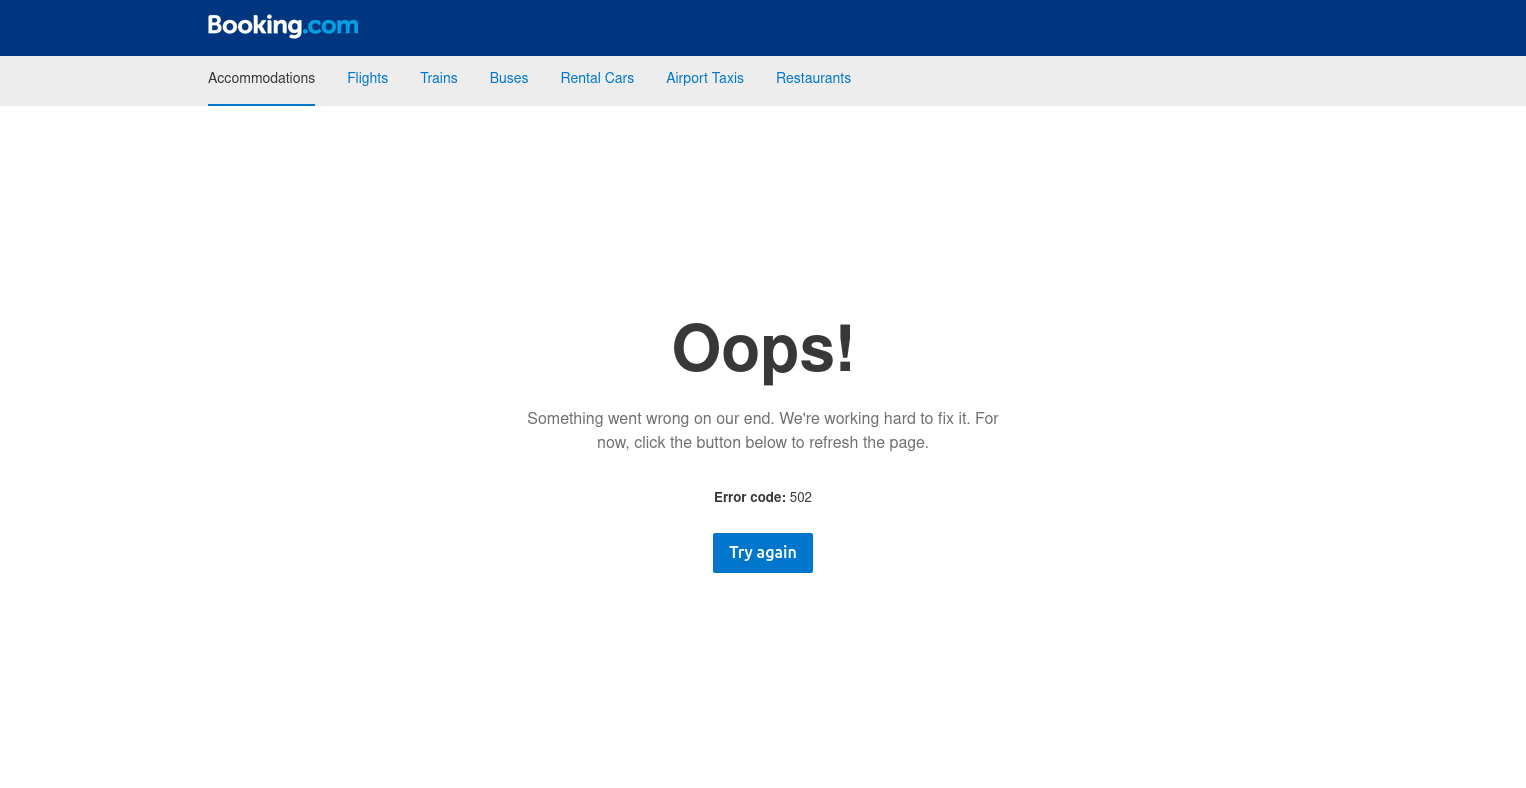 Booking.com
Accommodations Flights Trains Buses Rental Cars Airport Taxis Restaurants
Oops!
Something went wrong on our end. We're working hard to fix it. For
now, click the button below to refresh the page.
Error code: 502
Try again